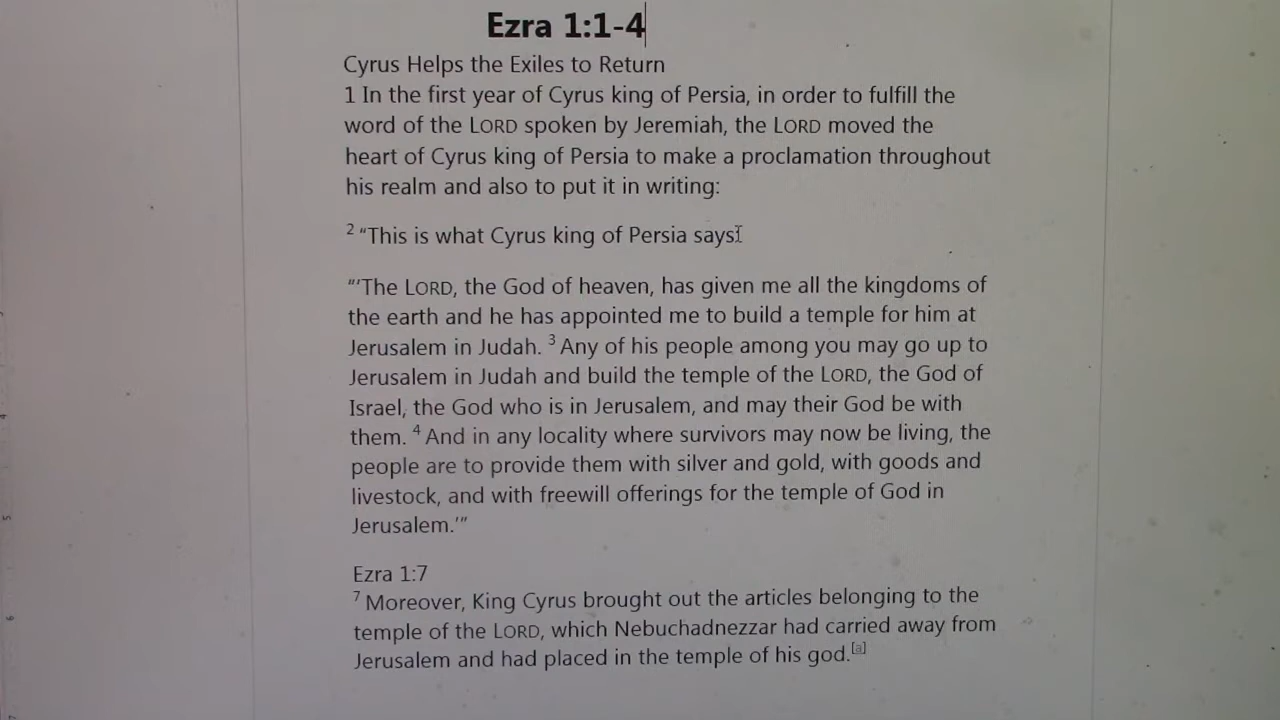 Ezra 1:1-4
Cyrus Helps the Exiles to Return
1 In the first year of Cyrus king of Persia, in order to fulfill the
word of the LORD spoken by Jeremiah, the LORD moved the
heart of Cyrus king of Persia to make a proclamation throughout
his realm and also to put it in writing:
2 “This is what Cyrus king of Persia says:
“‘The LORD, the God of heaven, has given me all the kingdoms of
the earth and he has appointed me to build a temple for him at
Jerusalem in Judah. 3 Any of his people among you may go up to
Jerusalem in Judah and build the temple of the LORD, the God of
Israel, the God who is in Jerusalem, and may their God be with
them. 4 And in any locality where survivors may now be living, the
people are to provide them with silver and gold, with goods and
livestock, and with freewill offerings for the temple of God in
Jerusalem.’”
Ezra 1:7
7 Moreover, King Cyrus brought out the articles belonging to the
temple of the LORD, which Nebuchadnezzar had carried away from
Jerusalem and had placed in the temple of his god.[a]